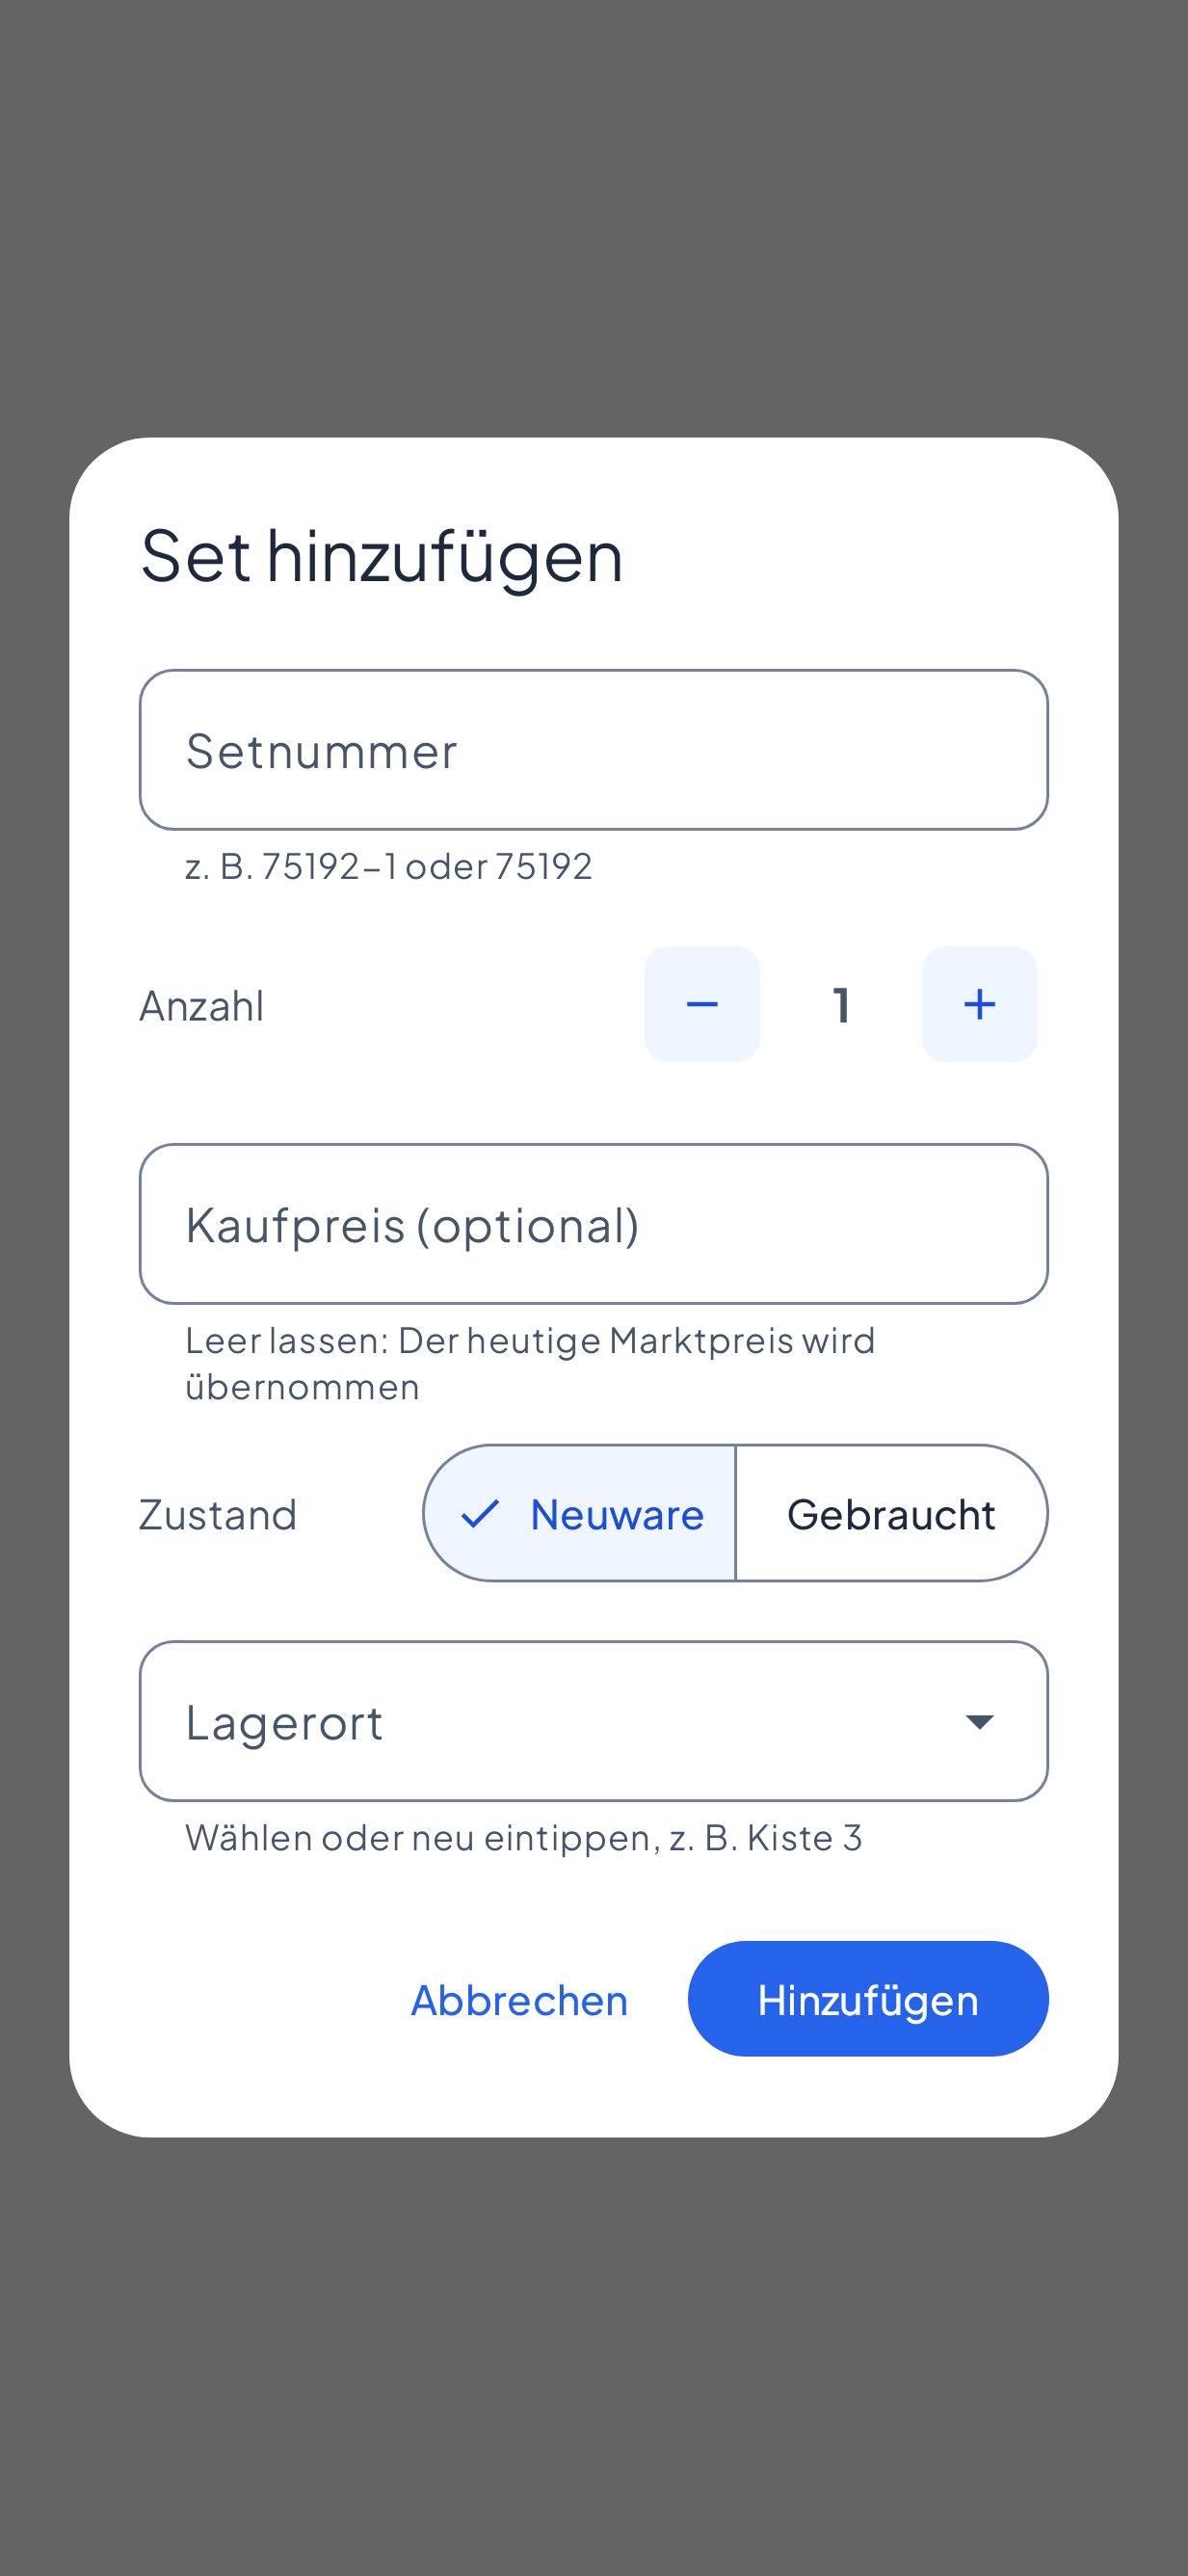 Set hinzufügen
Setnummer
z. B. 75192–1 oder 75192
Anzahl − 1 +
Kaufpreis (optional)
Leer lassen: Der heutige Marktpreis wird
übernommen
Zustand Neuware Gebraucht
Lagerort
Wählen oder neu eintippen, z. B. Kiste 3
Abbrechen Hinzufügen